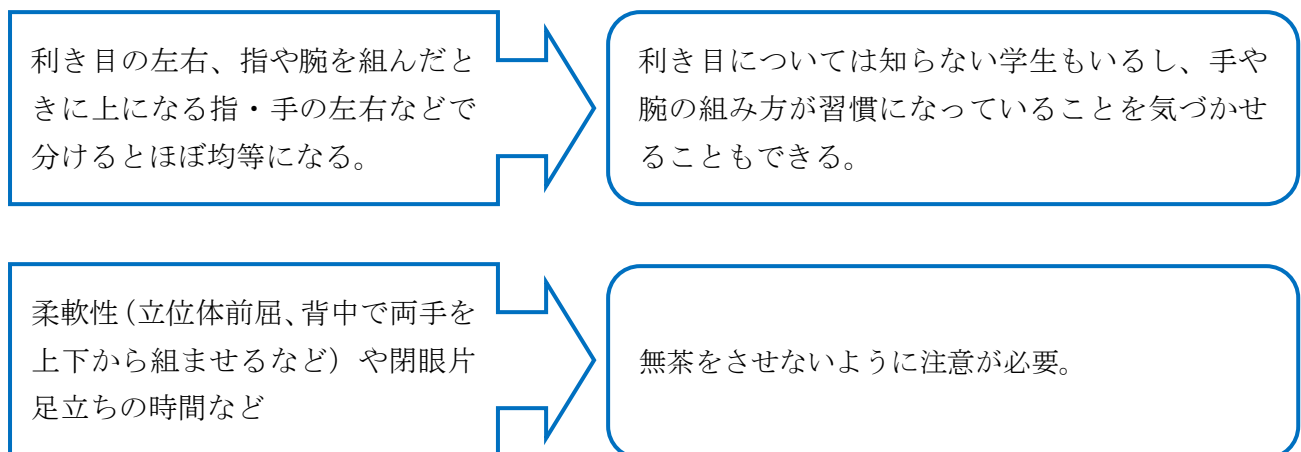 利き目の左右、指や腕を組んだと
きに上になる指・手の左右などで
分けるとほぼ均等になる。
利き目については知らない学生もいるし、手や
腕の組み方が習慣になっていることを気づかせ
ることもできる。
柔軟性（立位体前屈、背中で両手を
上下から組ませるなど）や閉眼片
足立ちの時間など
無茶をさせないように注意が必要。